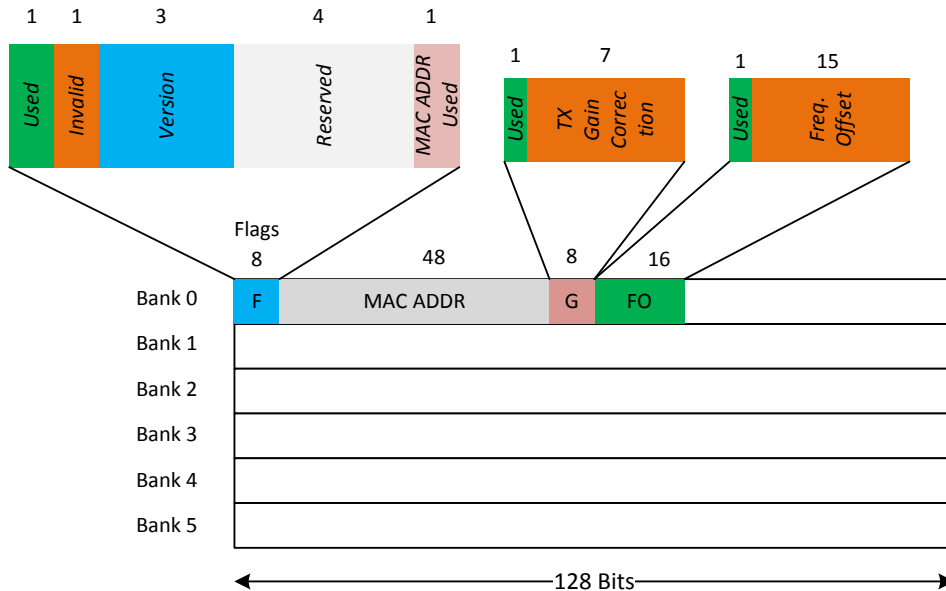 1 1 3 4 1
Used
Invalid
Version
Reserved
MAC ADDR
Used
1 7
Used
TX
Gain
Correc
tion
1 15
Used
Freq.
Offset
Flags
8 48 8 16
Bank 0 F MAC ADDR G FO
Bank 1
Bank 2
Bank 3
Bank 4
Bank 5
128 Bits